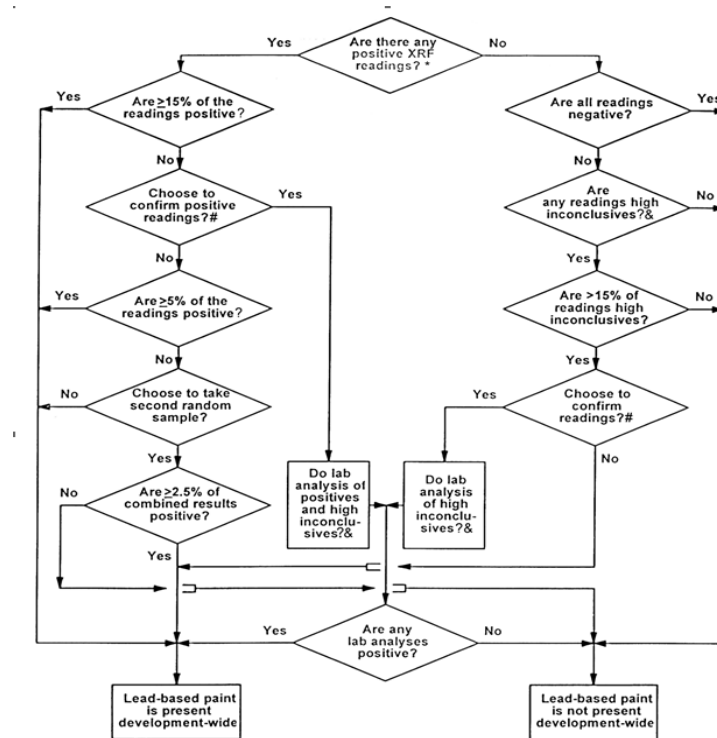 Yes
Are there any
positive XRF
readings? *
No
Yes
Are ≥15% of the
readings positive?
No
Choose to
confirm positive
readings?#
Yes
No
Yes
Are ≥5% of the
readings positive?
No
No
Choose to take
second random
sample?
Yes
No
Are ≥2.5% of
combined results
positive?
Yes
Are all readings
negative?
Yes
No
Are
any readings high
inconclusives?&
No
Yes
Are >15% of
readings high
inconclusives?
No
Yes
Yes
Choose to
confirm
readings?#
No
Do lab
analysis of
positives
and high
inconclu-
sives?&
Do lab
analysis
of high
inconclu-
sives?&
Yes
Are any
lab analyses
positive?
No
Lead-based paint
is present
development-wide
Lead-based paint
is not present
development-wide